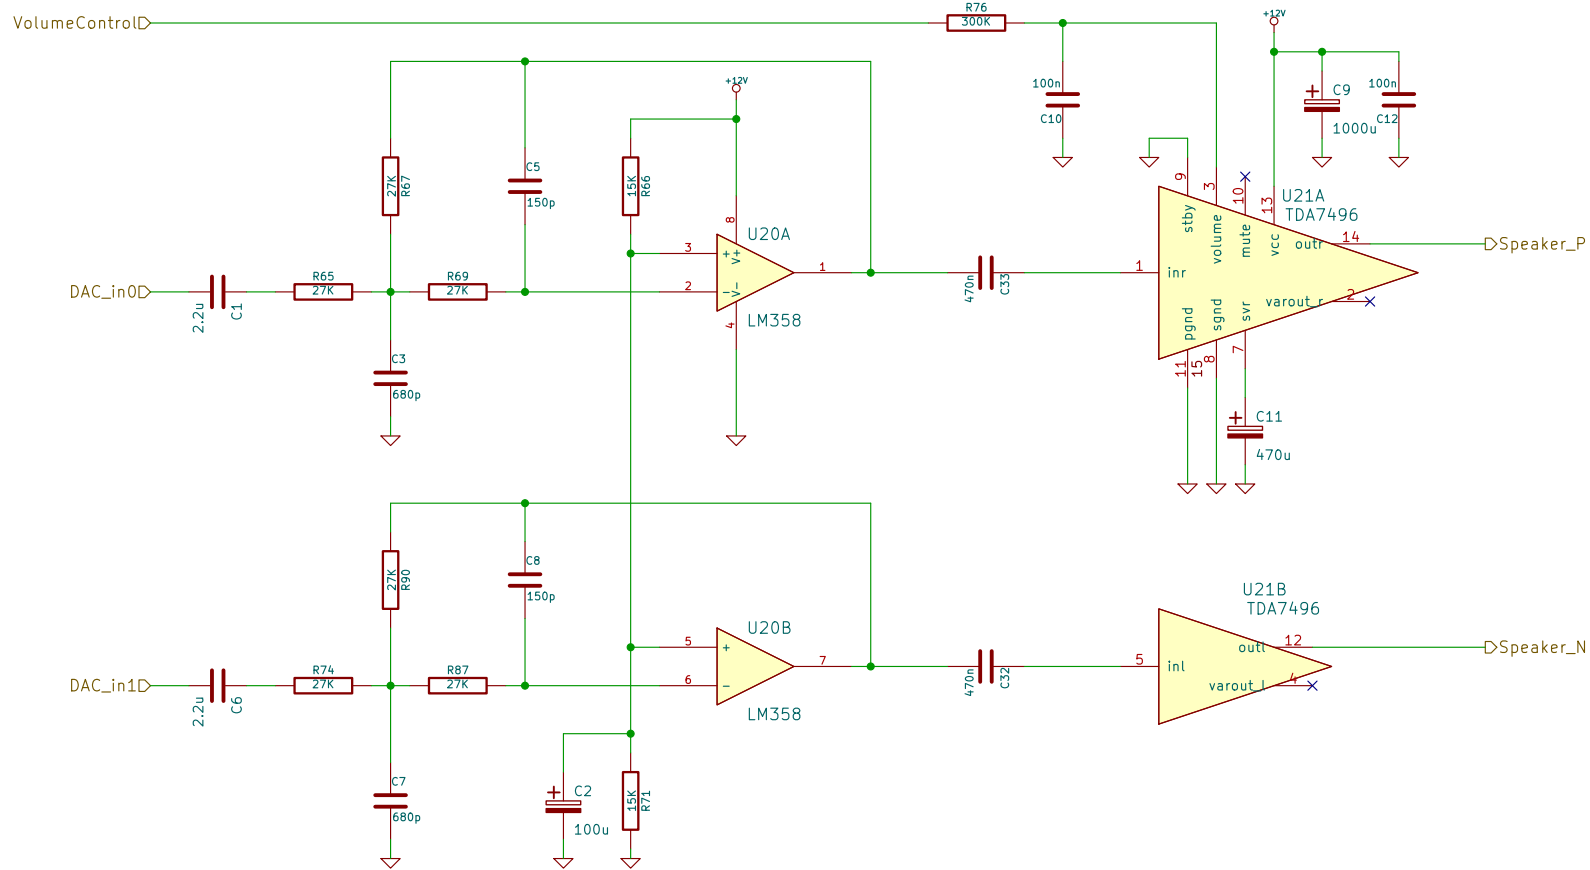 VolumeControl
R76
300K
+12V
100n
C10
C9
1000u
100n
C12
+12V
27K
R67
C5
150p
15K
R66
8
U20A
3
+
V+
1
2
-
V-
4
LM358
DAC_in0
2.2u
C1
R65
27K
R69
27K
C3
680p
470n
C33
9
3
10
13
U21A
TDA7496
stby
volume
mute
vcc
outr
14
Speaker_P
1
inr
varout_r
2
pgnd
sgnd
svr
11
15
8
7
C11
470u
27K
R90
C8
150p
U20B
5
+
7
6
-
LM358
DAC_in1
2.2u
C6
R74
27K
R87
27K
C7
680p
C2
100u
15K
R71
470n
C32
U21B
TDA7496
outl
12
Speaker_N
5
inl
varout_l
4